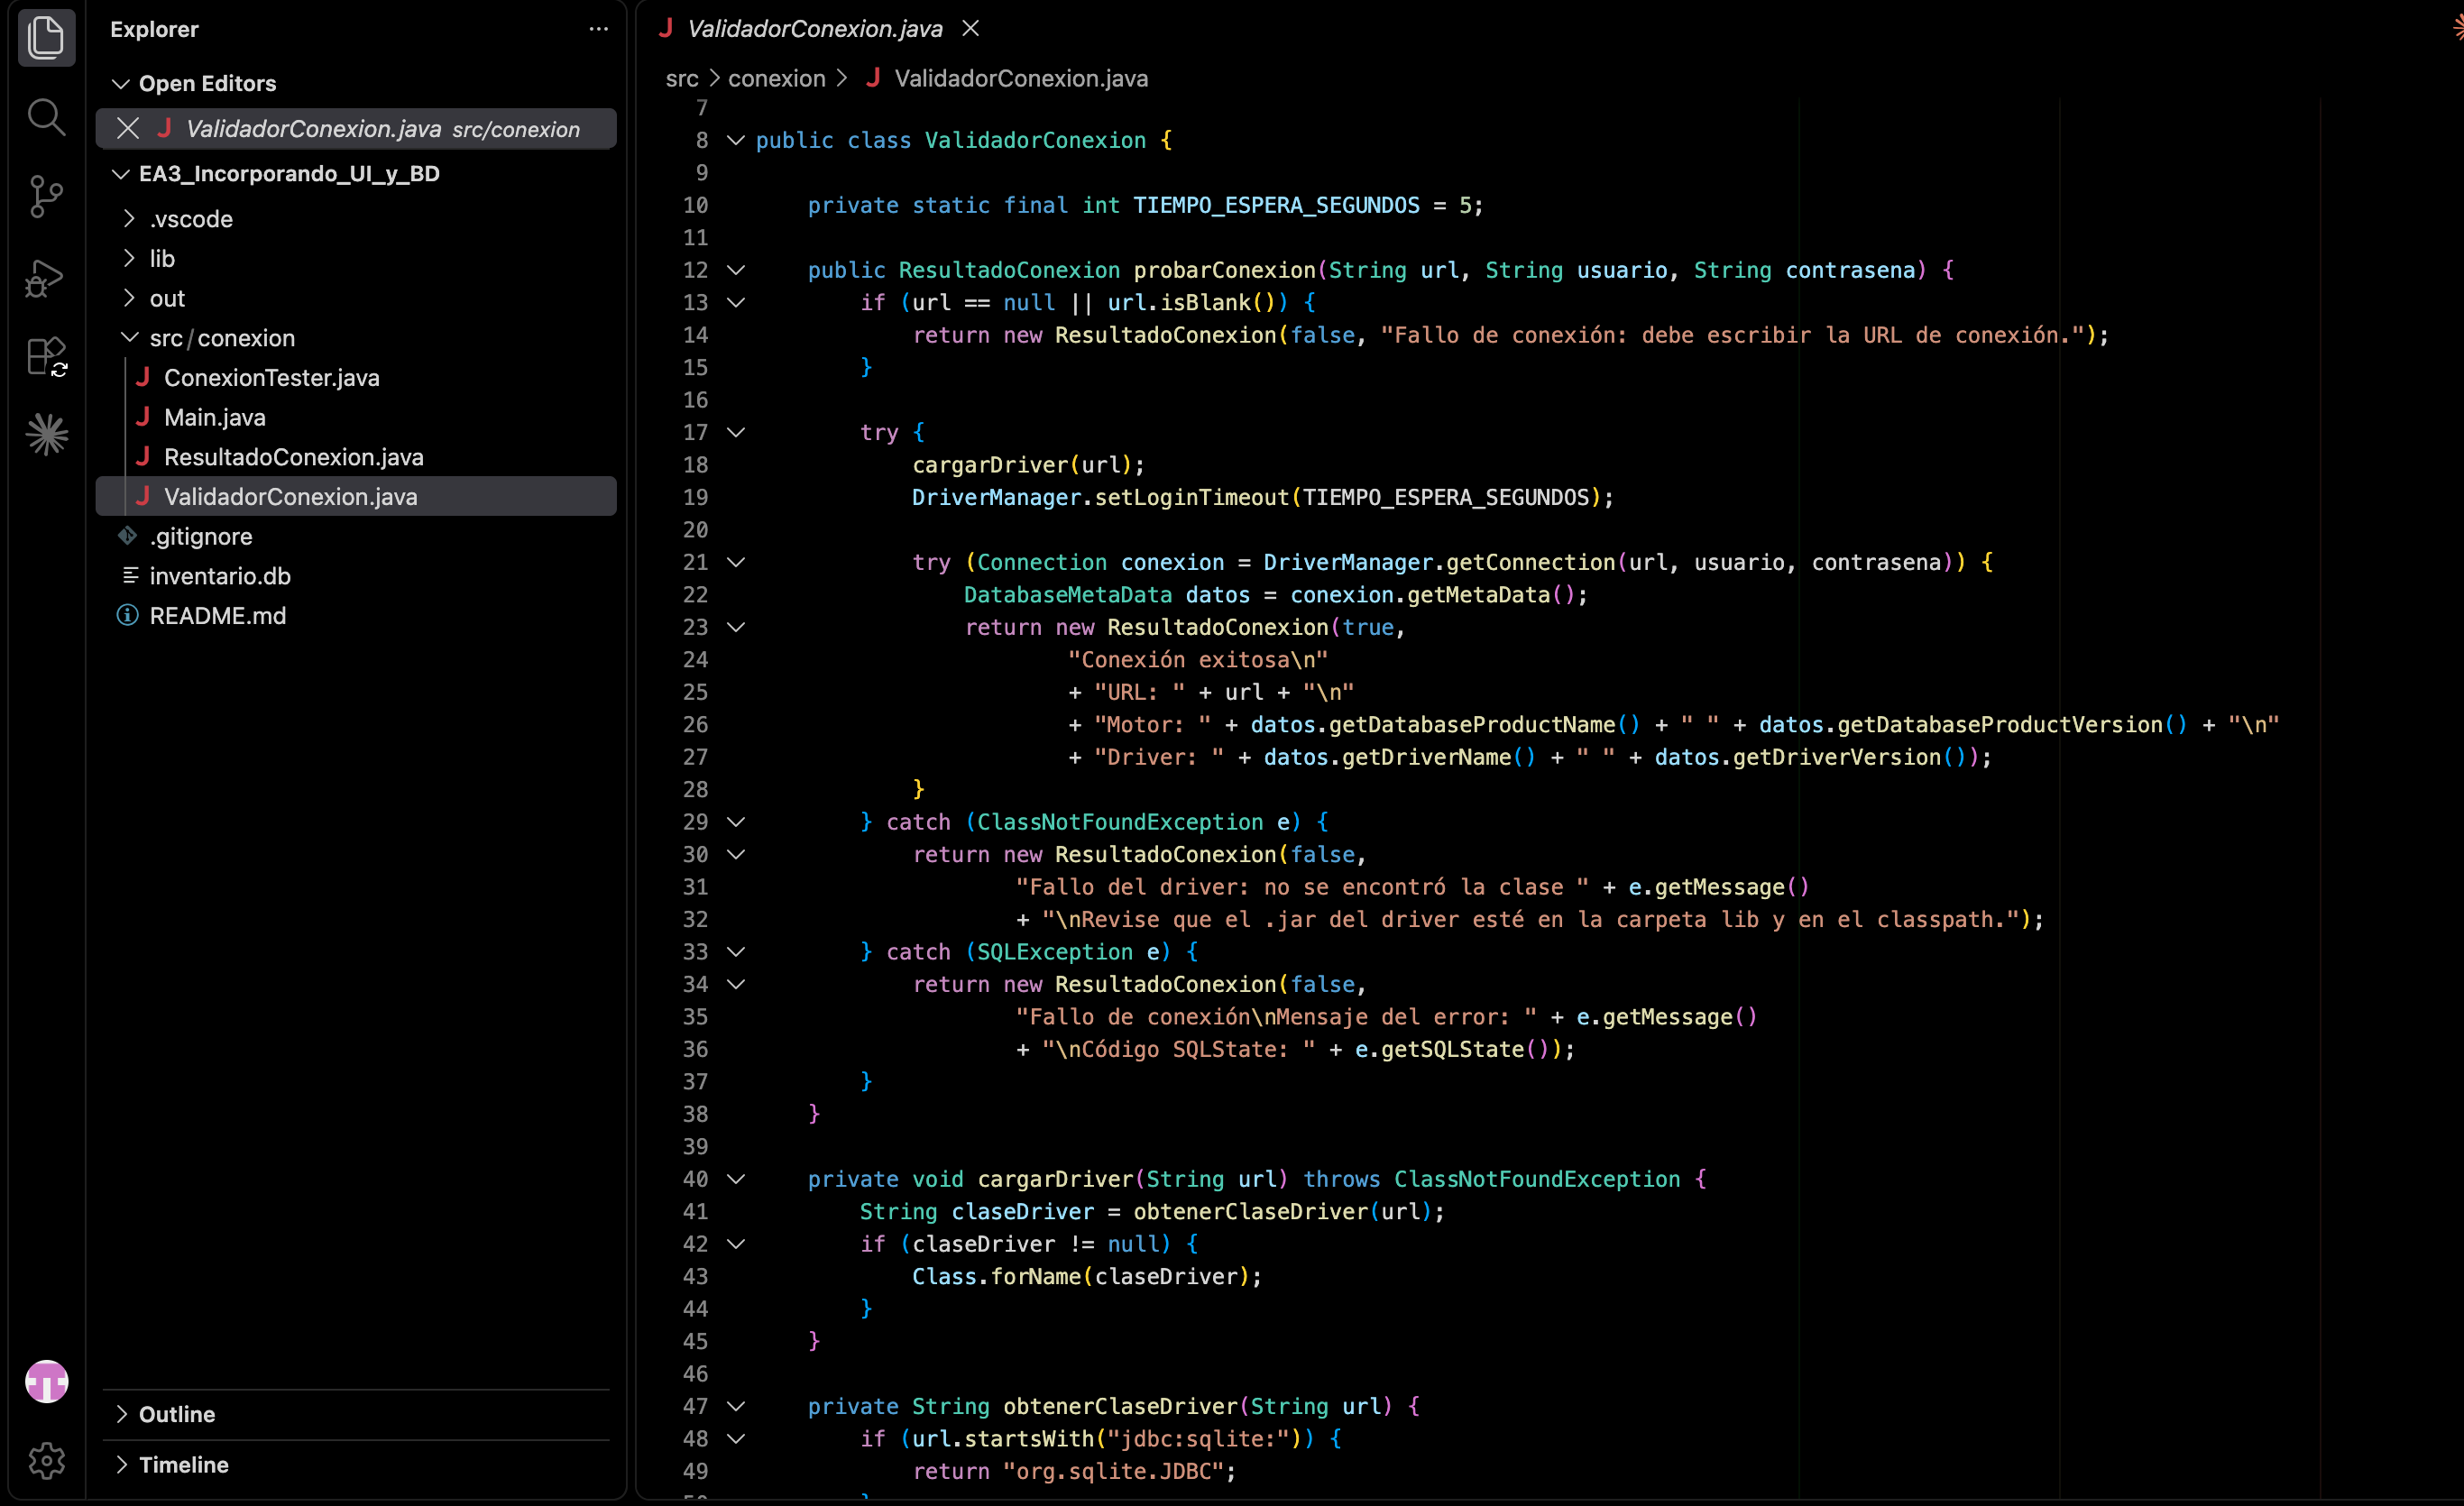 Explorer
Open Editors
ValidadorConexion.java src/conexion
EA3_Incorporando_UI_y_BD
.vscode
lib
out
src/conexion
ConexionTester.java
Main.java
ResultadoConexion.java
ValidadorConexion.java
.gitignore
inventario.db
README.md
Outline
Timeline
ValidadorConexion.java
src > conexion > ValidadorConexion.java
7
8 public class ValidadorConexion {
9
10 private static final int TIEMPO_ESPERA_SEGUNDOS = 5;
11
12 public ResultadoConexion probarConexion(String url, String usuario, String contrasena) {
13 if (url == null || url.isBlank()) {
14 return new ResultadoConexion(false, "Fallo de conexión: debe escribir la URL de conexión.");
15 }
16
17 try {
18 cargarDriver(url);
19 DriverManager.setLoginTimeout(TIEMPO_ESPERA_SEGUNDOS);
20
21 try (Connection conexion = DriverManager.getConnection(url, usuario, contrasena)) {
22 DatabaseMetaData datos = conexion.getMetaData();
23 return new ResultadoConexion(true,
24 "Conexión exitosa\n"
25 + "URL: " + url + "\n"
26 + "Motor: " + datos.getDatabaseProductName() + " " + datos.getDatabaseProductVersion() + "\n"
27 + "Driver: " + datos.getDriverName() + " " + datos.getDriverVersion());
28 }
29 } catch (ClassNotFoundException e) {
30 return new ResultadoConexion(false,
31 "Fallo del driver: no se encontró la clase " + e.getMessage()
32 + "\nRevise que el .jar del driver esté en la carpeta lib y en el classpath.");
33 } catch (SQLException e) {
34 return new ResultadoConexion(false,
35 "Fallo de conexión\nMensaje del error: " + e.getMessage()
36 + "\nCódigo SQLState: " + e.getSQLState());
37 }
38 }
39
40 private void cargarDriver(String url) throws ClassNotFoundException {
41 String claseDriver = obtenerClaseDriver(url);
42 if (claseDriver != null) {
43 Class.forName(claseDriver);
44 }
45 }
46
47 private String obtenerClaseDriver(String url) {
48 if (url.startsWith("jdbc:sqlite:")) {
49 return "org.sqlite.JDBC";